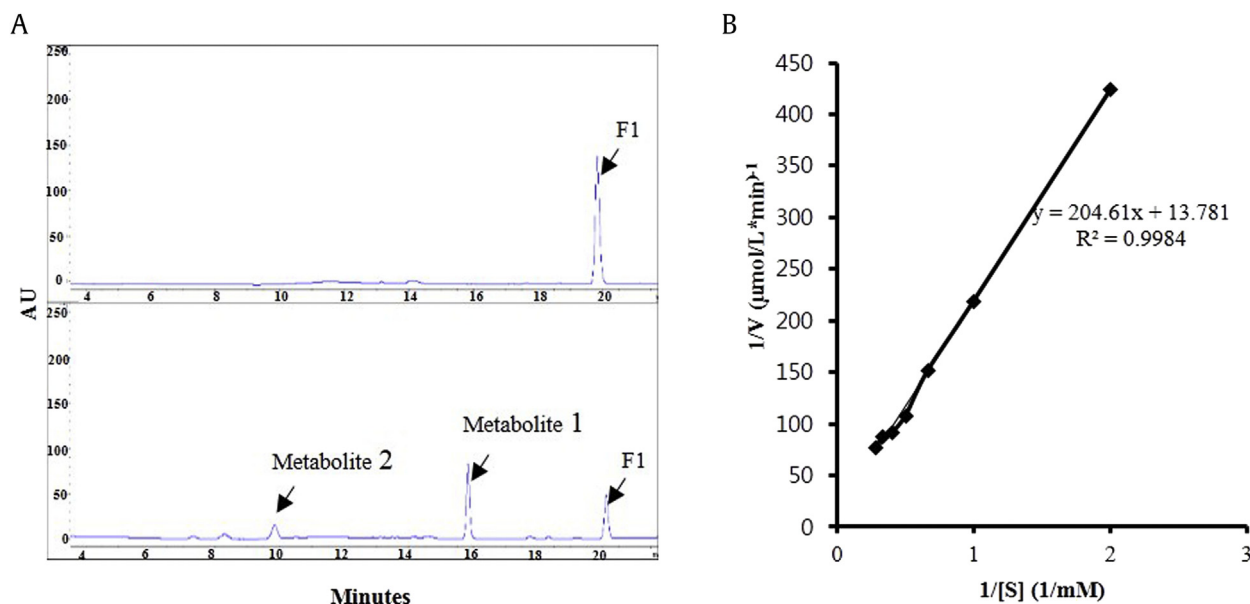 A
250
200
150
100
50
0
F1
4 6 8 10 12 14 16 18 20
AU
250
200
150
100
50
0
Metabolite 2
Metabolite 1
F1
4 6 8 10 12 14 16 18 20
Minutes
B
450
400
350
300
250
200
150
100
50
0
1/V (μmol/L*min)⁻¹
y = 204.61x + 13.781
R² = 0.9984
0 1 2 3
1/[S] (1/mM)